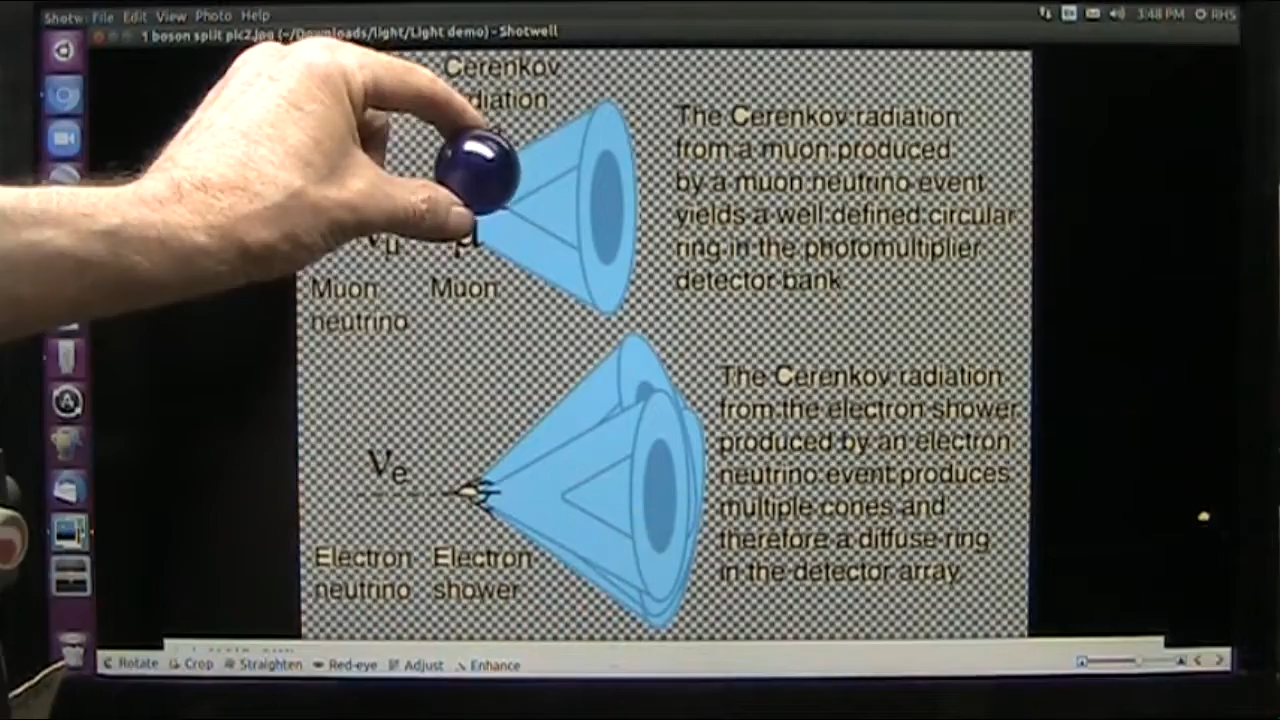 Shotw File Edit View Photo Help
En 3:48 PM RHS
1 boson split pic2.jpg (~/Downloads/light/Light demo) - Shotwell
Cerenkov
diation
The Cerenkov radiation
from a muon produced
by a muon neutrino event
yields a well defined circular
ring in the photomultiplier
detector bank
νμ μ
Muon
neutrino
Muon
The Cerenkov radiation
from the electron shower
produced by an electron
neutrino event produces
multiple cones and
therefore a diffuse ring
in the detector array
νe
Electron
neutrino
Electron
shower
Rotate Crop Straighten Red-eye Adjust Enhance